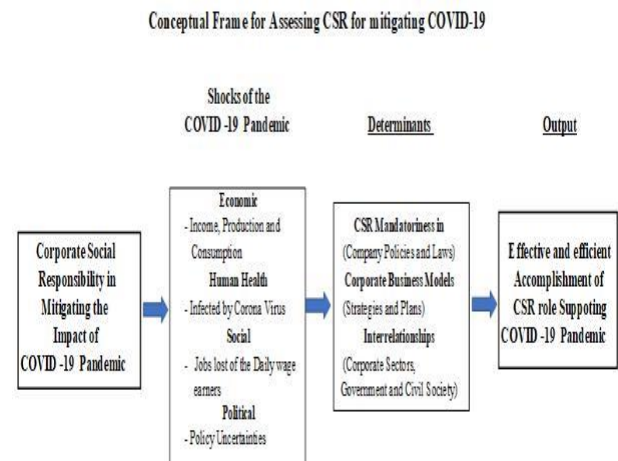 Conceptual Frame for Assessing CSR for mitigating COVID-19
Shocks of the
COVID -19 Pandemic
Determinants
Output
Corporate Social
Responsibility in
Mitigating the
Impact of
COVID -19 Pandemic
Economic
- Income, Production and
Consumption
Human Health
- Infected by Corona Virus
Social
- Jobs lost of the Daily wage
earners
Political
- Policy Uncertainties
CSR Mandatoriness in
(Company Policies and Laws)
Corporate Business Models
(Strategies and Plans)
Interrelationships
(Corporate Sectors,
Government and Civil Society)
Effective and efficient
Accomplishment of
CSR role Suppoting
COVID -19 Pandemic